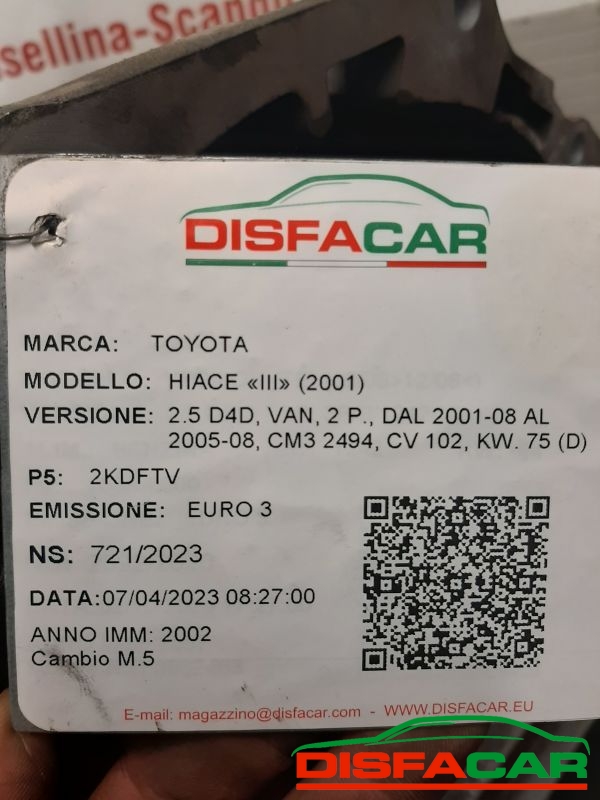 sellina-Scandi
DISFACAR
MARCA: TOYOTA
MODELLO: HIACE «III» (2001)
VERSIONE: 2.5 D4D, VAN, 2 P., DAL 2001-08 AL
2005-08, CM3 2494, CV 102, KW. 75 (D)
P5: 2KDFTV
EMISSIONE: EURO 3
NS: 721/2023
DATA:07/04/2023 08:27:00
ANNO IMM: 2002
Cambio M.5
E-mail: magazzino@disfacar.com - WWW.DISFACAR.EU
DISFACAR